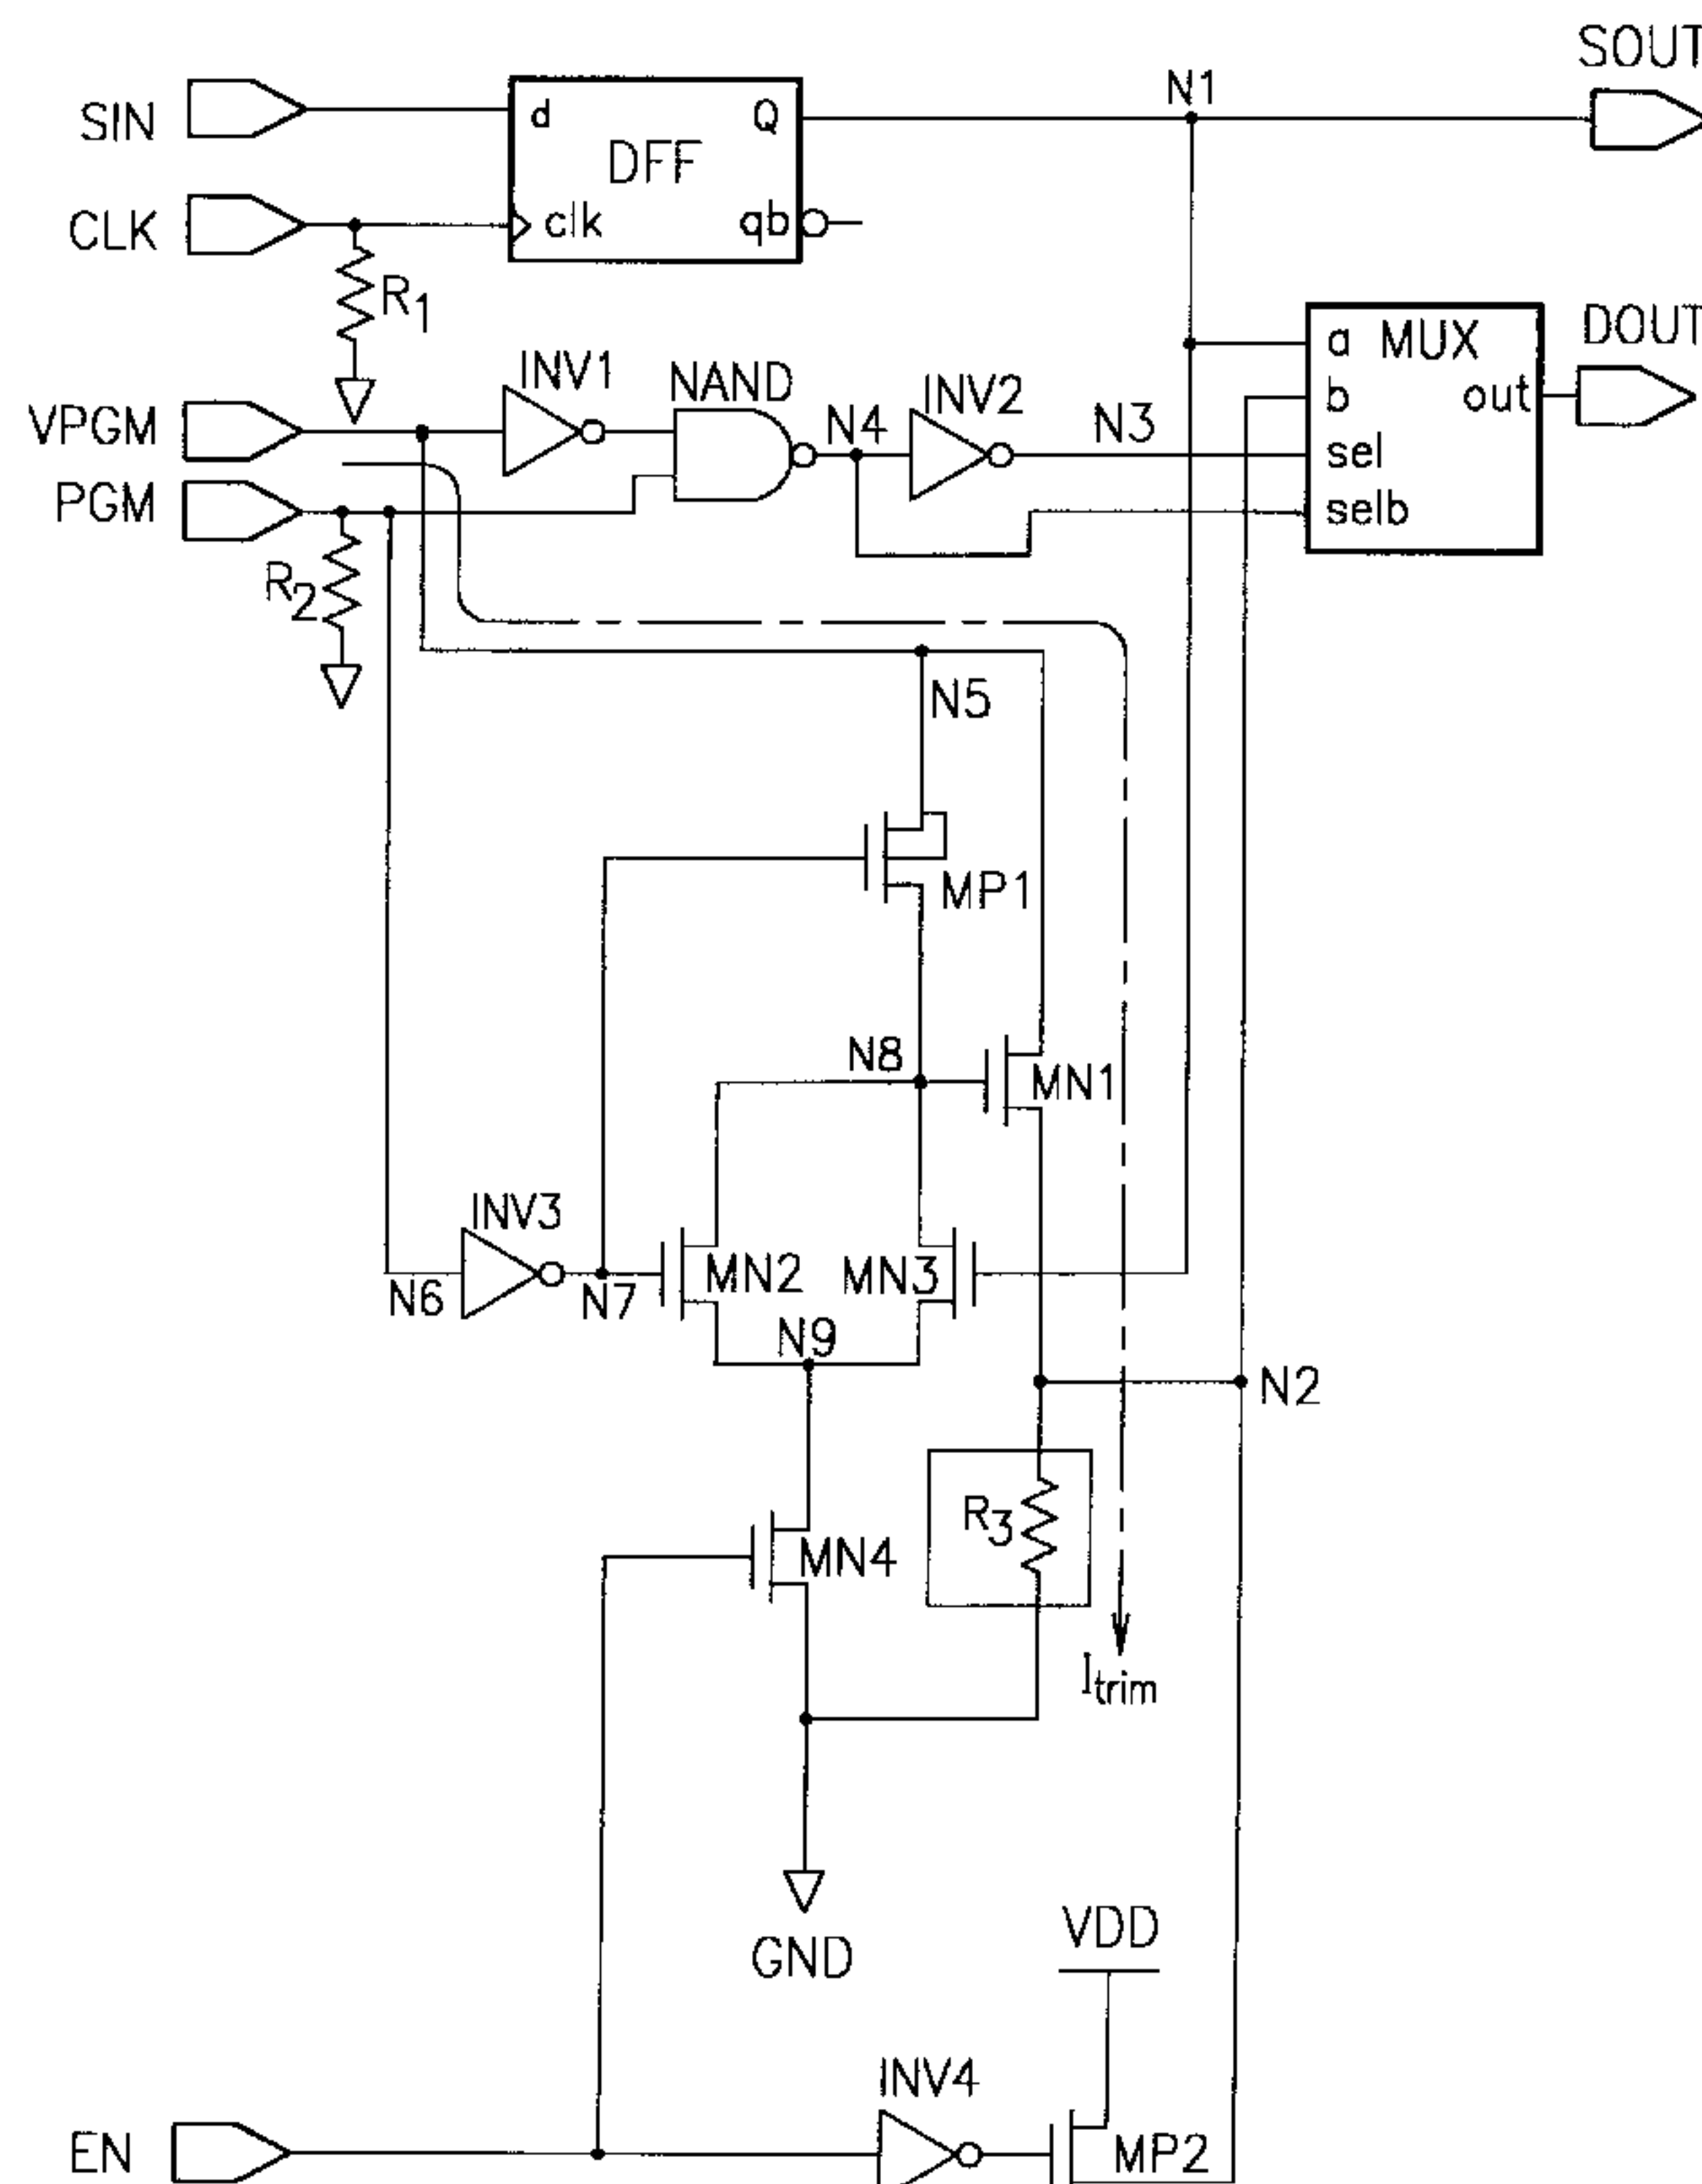 SOUT
SIN
d
Q
DFF
N1
CLK
clk
qb
R1
INV1
NAND
INV2
a
MUX
DOUT
VPGM
N4
N3
b
out
sel
PGM
selb
R2
N5
MP1
N8
MN1
INV3
MN2
MN3
N6
N7
N9
N2
R3
MN4
Itrim
GND
VDD
INV4
EN
MP2